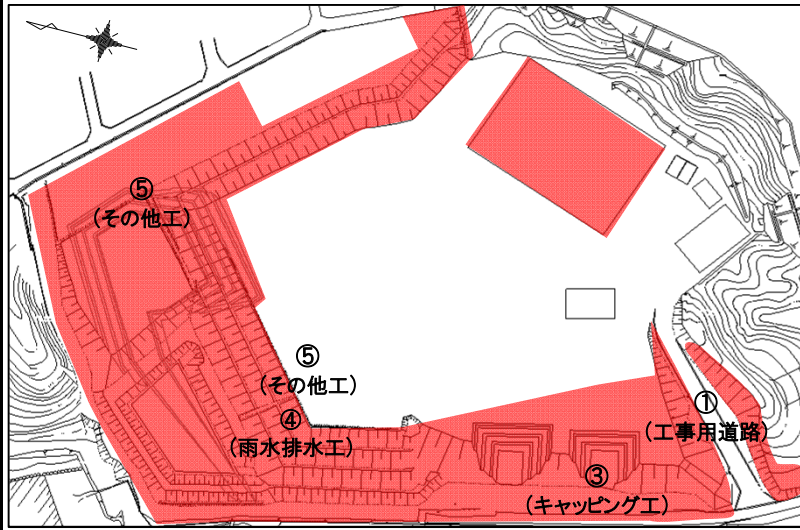 ⑤
(その他工)
⑤
(その他工)
④
(雨水排水工)
①
(工事用道路)
③
(キャッピング工)